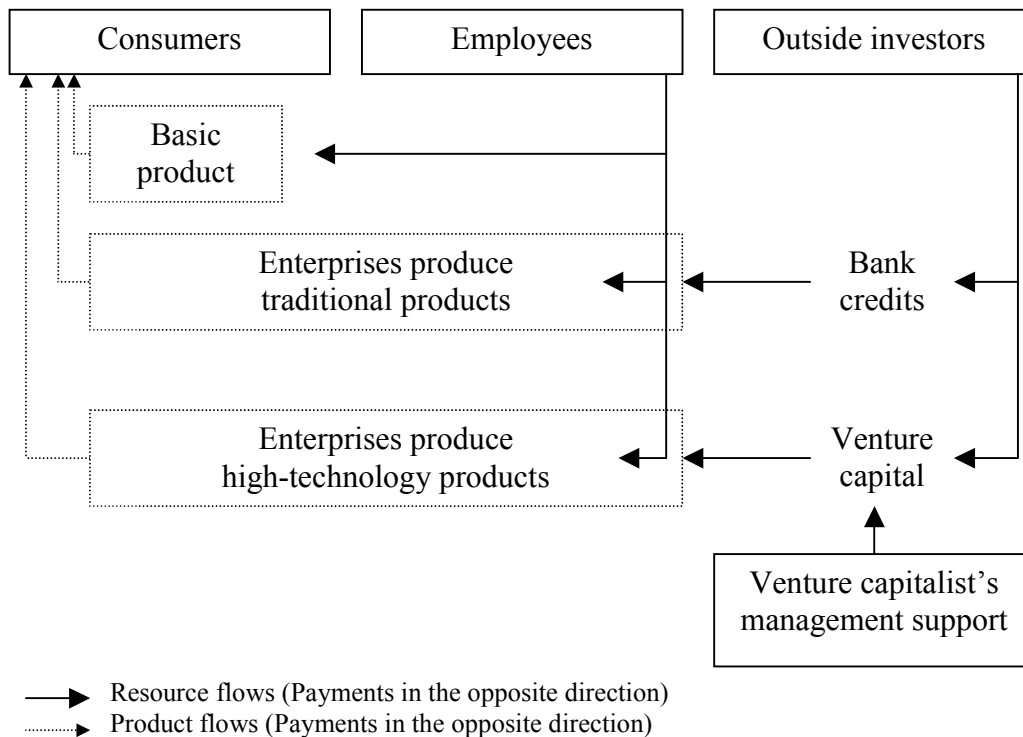 Consumers
Employees
Outside investors
Basic
product
Enterprises produce
traditional products
Bank
credits
Enterprises produce
high-technology products
Venture
capital
Venture capitalist’s
management support
Resource flows (Payments in the opposite direction)
Product flows (Payments in the opposite direction)